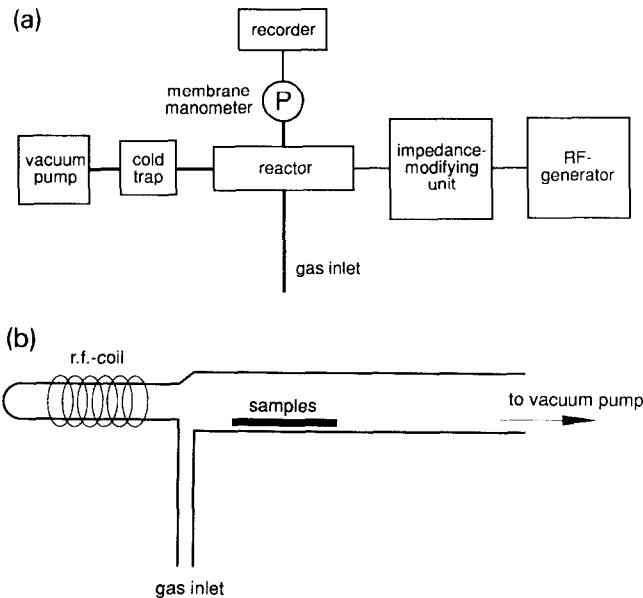 (a)
recorder
membrane
manometer
P
vacuum
pump
cold
trap
reactor
impedance-
modifying
unit
RF-
generator
gas inlet
(b)
r.f.-coil
samples
to vacuum pump
gas inlet